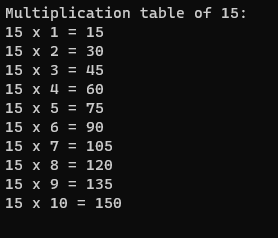 Multiplication table of 15:
15 x 1 = 15
15 x 2 = 30
15 x 3 = 45
15 x 4 = 60
15 x 5 = 75
15 x 6 = 90
15 x 7 = 105
15 x 8 = 120
15 x 9 = 135
15 x 10 = 150